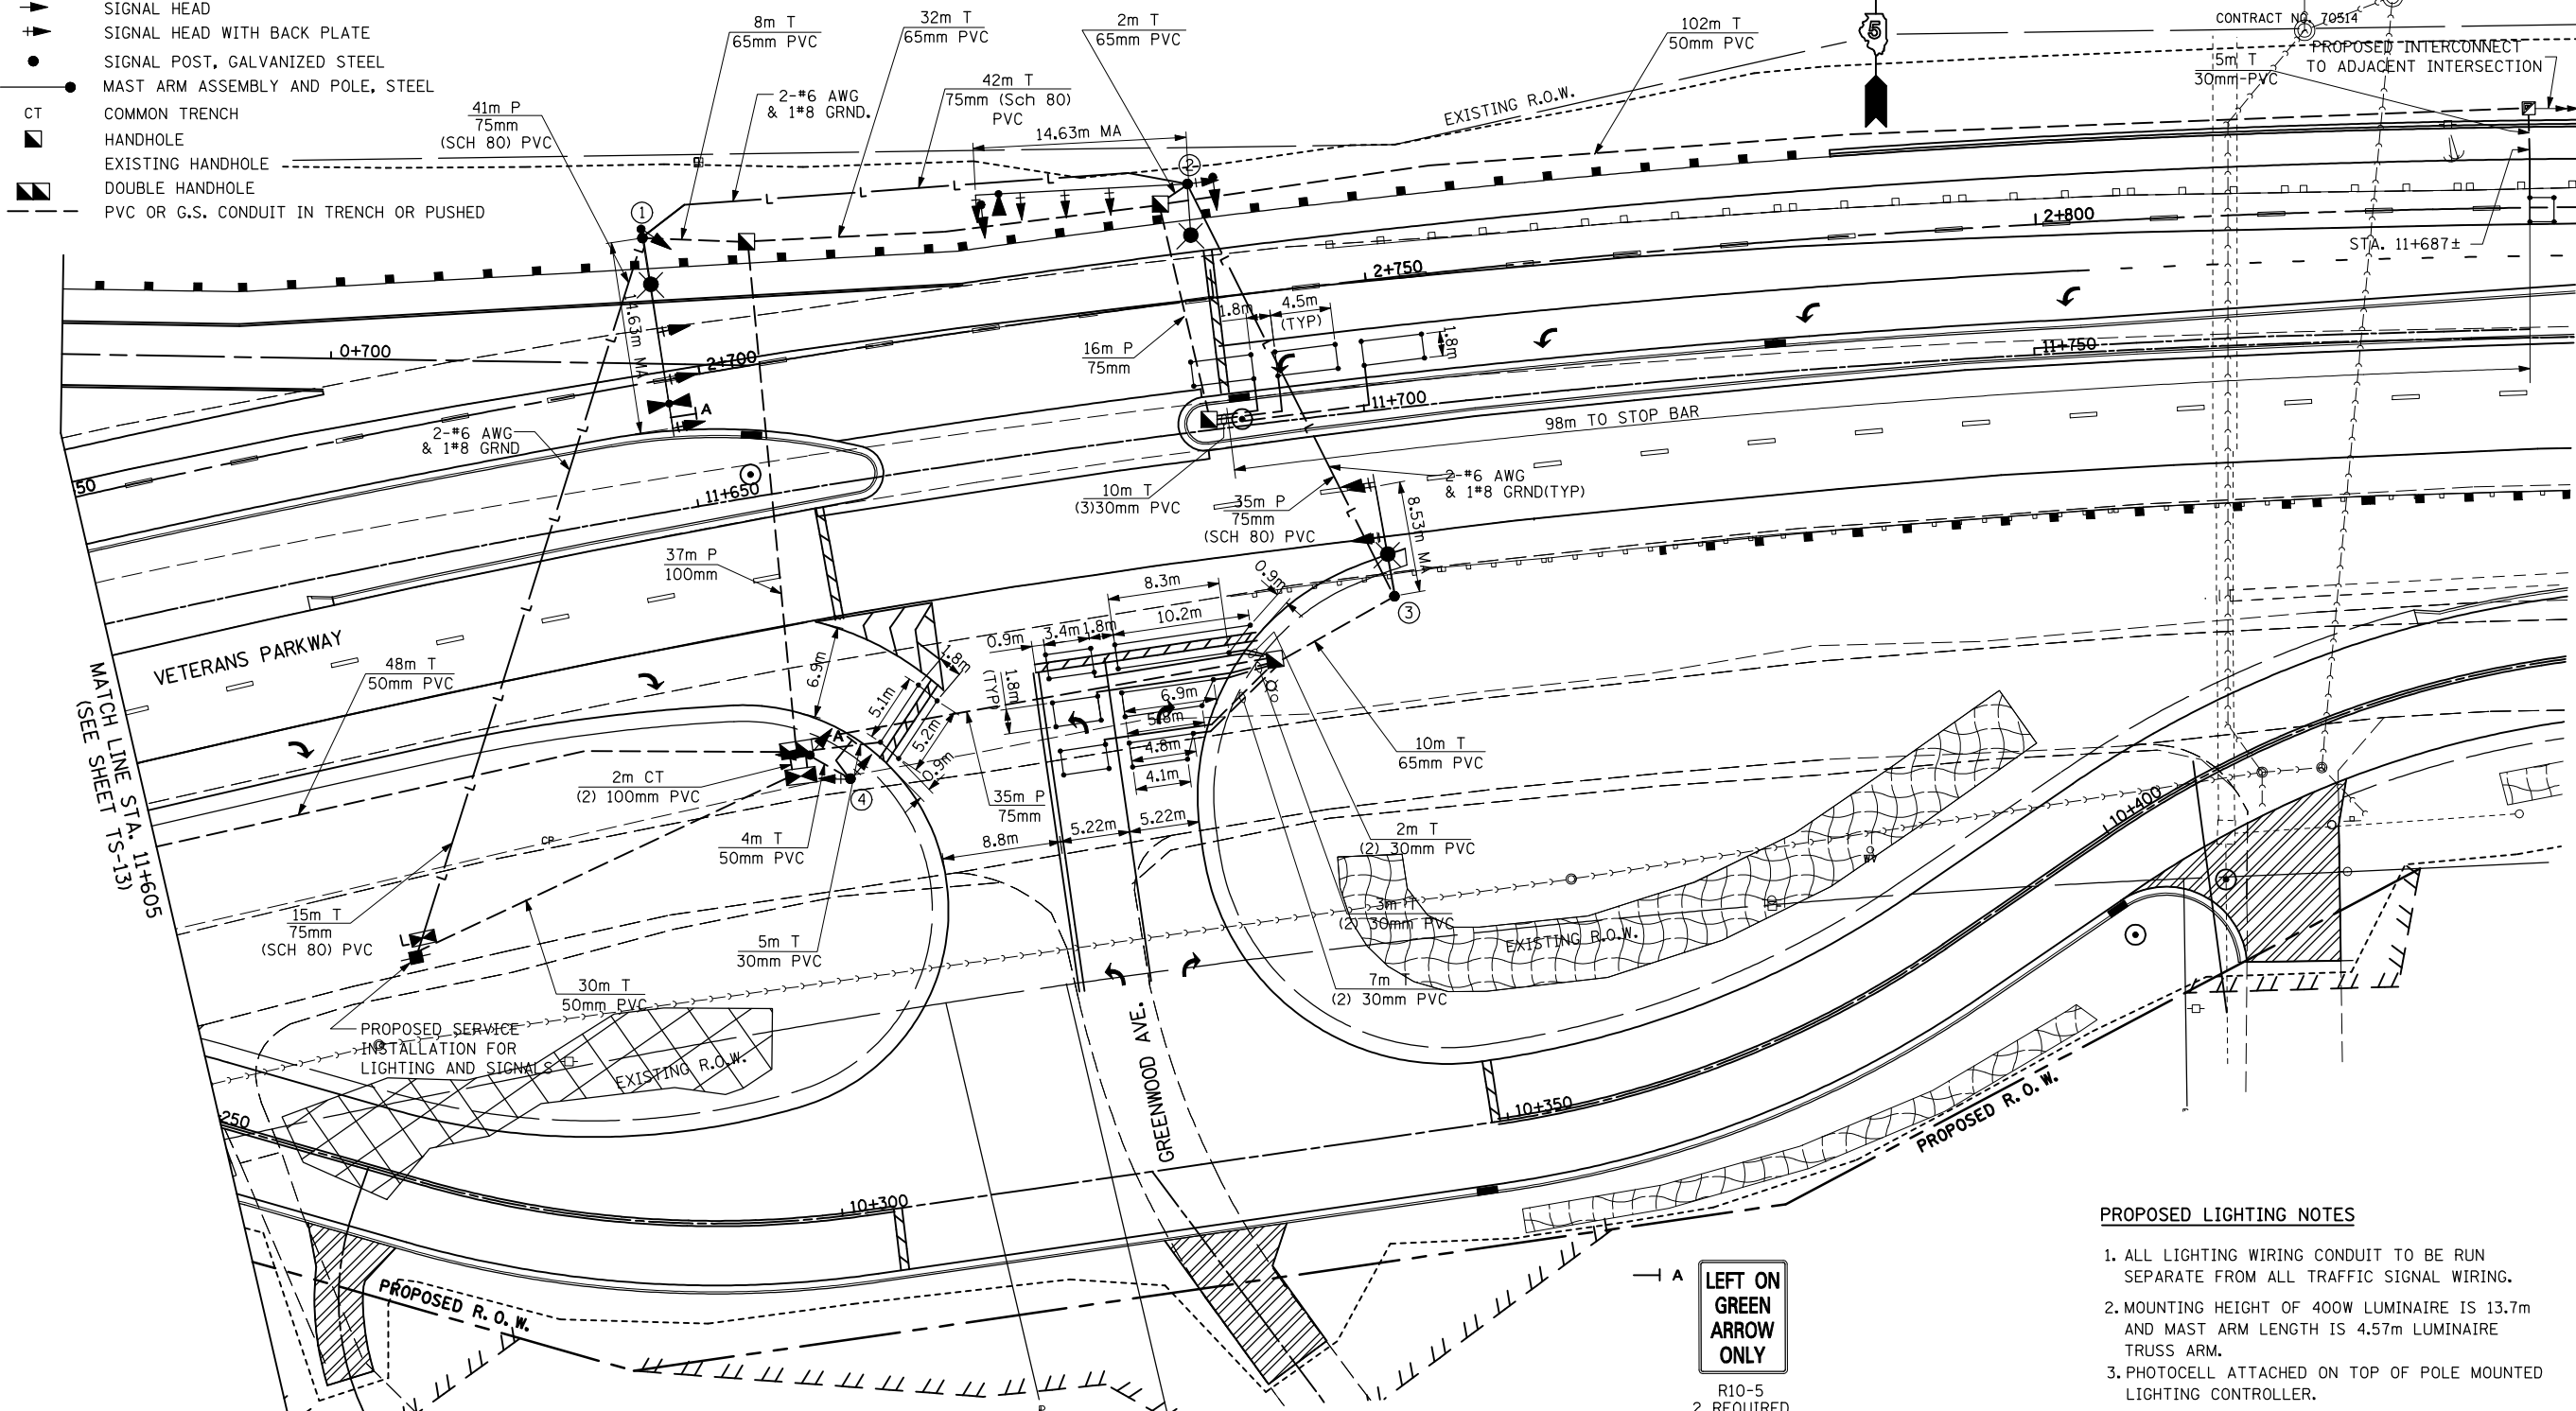 SIGNAL HEAD
SIGNAL HEAD WITH BACK PLATE
SIGNAL POST, GALVANIZED STEEL
MAST ARM ASSEMBLY AND POLE, STEEL
CT COMMON TRENCH
HANDHOLE
EXISTING HANDHOLE
DOUBLE HANDHOLE
PVC OR G.S. CONDUIT IN TRENCH OR PUSHED
8m T
65mm PVC
32m T
65mm PVC
2m T
65mm PVC
102m T
50mm PVC
5
CONTRACT NO. 70514
PROPOSED INTERCONNECT
TO ADJACENT INTERSECTION
5m T
30mm PVC
41m P
75mm
(SCH 80) PVC
2-#6 AWG
& 1#8 GRND.
42m T
75mm (Sch 80)
PVC
14.63m MA
EXISTING R.O.W.
1
2
2+800
STA. 11+687±
2+750
1.8m
4.5m
(TYP)
1.8m
0+700
2+700
16m P
75mm
11+750
11+700
A
98m TO STOP BAR
2-#6 AWG
& 1#8 GRND
50
11+650
10m T
(3)30mm PVC
35m P
75mm
(SCH 80) PVC
2-#6 AWG
& 1#8 GRND(TYP)
8.53m MA
37m P
100mm
3
8.3m
0.9m
10.2m
0.9m
3.4m
1.8m
VETERANS PARKWAY
48m T
50mm PVC
6.9m
1.8m
1.8m
(TYP)
5.1m
5.2m
0.9m
6.9m
5.8m
4.8m
4.1m
A
10m T
65mm PVC
MATCH LINE STA. 11+605
(SEE SHEET TS-13)
2m CT
(2) 100mm PVC
4
35m P
75mm
5.22m
5.22m
8.8m
4m T
50mm PVC
2m T
(2) 30mm PVC
10+400
15m T
75mm
(SCH 80) PVC
5m T
30mm PVC
3m T
(2) 30mm PVC
EXISTING R.O.W.
30m T
50mm PVC
7m T
(2) 30mm PVC
PROPOSED SERVICE
INSTALLATION FOR
LIGHTING AND SIGNALS
EXISTING R.O.W.
GREENWOOD AVE.
250
10+350
10+300
PROPOSED R.O.W.
PROPOSED R.O.W.
A
LEFT ON
GREEN
ARROW
ONLY
R10-5
2 REQUIRED
PROPOSED LIGHTING NOTES
1. ALL LIGHTING WIRING CONDUIT TO BE RUN
SEPARATE FROM ALL TRAFFIC SIGNAL WIRING.
2. MOUNTING HEIGHT OF 400W LUMINAIRE IS 13.7m
AND MAST ARM LENGTH IS 4.57m LUMINAIRE
TRUSS ARM.
3. PHOTOCELL ATTACHED ON TOP OF POLE MOUNTED
LIGHTING CONTROLLER.